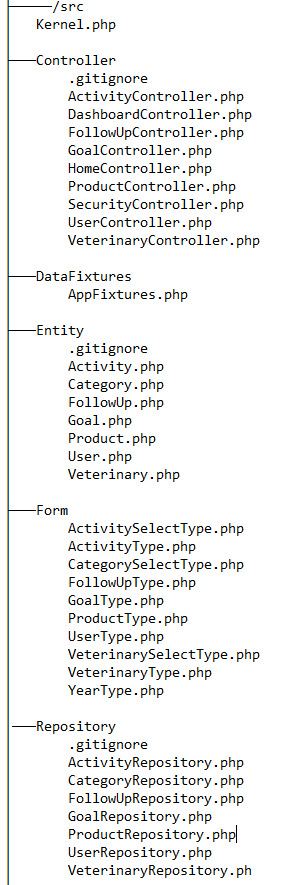 /src
Kernel.php
Controller
.gitignore
ActivityController.php
DashboardController.php
FollowUpController.php
GoalController.php
HomeController.php
ProductController.php
SecurityController.php
UserController.php
VeterinaryController.php
DataFixtures
AppFixtures.php
Entity
.gitignore
Activity.php
Category.php
FollowUp.php
Goal.php
Product.php
User.php
Veterinary.php
Form
ActivitySelectType.php
ActivityType.php
CategorySelectType.php
FollowUpType.php
GoalType.php
ProductType.php
UserType.php
VeterinarySelectType.php
VeterinaryType.php
YearType.php
Repository
.gitignore
ActivityRepository.php
CategoryRepository.php
FollowUpRepository.php
GoalRepository.php
ProductRepository.php
UserRepository.php
VeterinaryRepository.ph